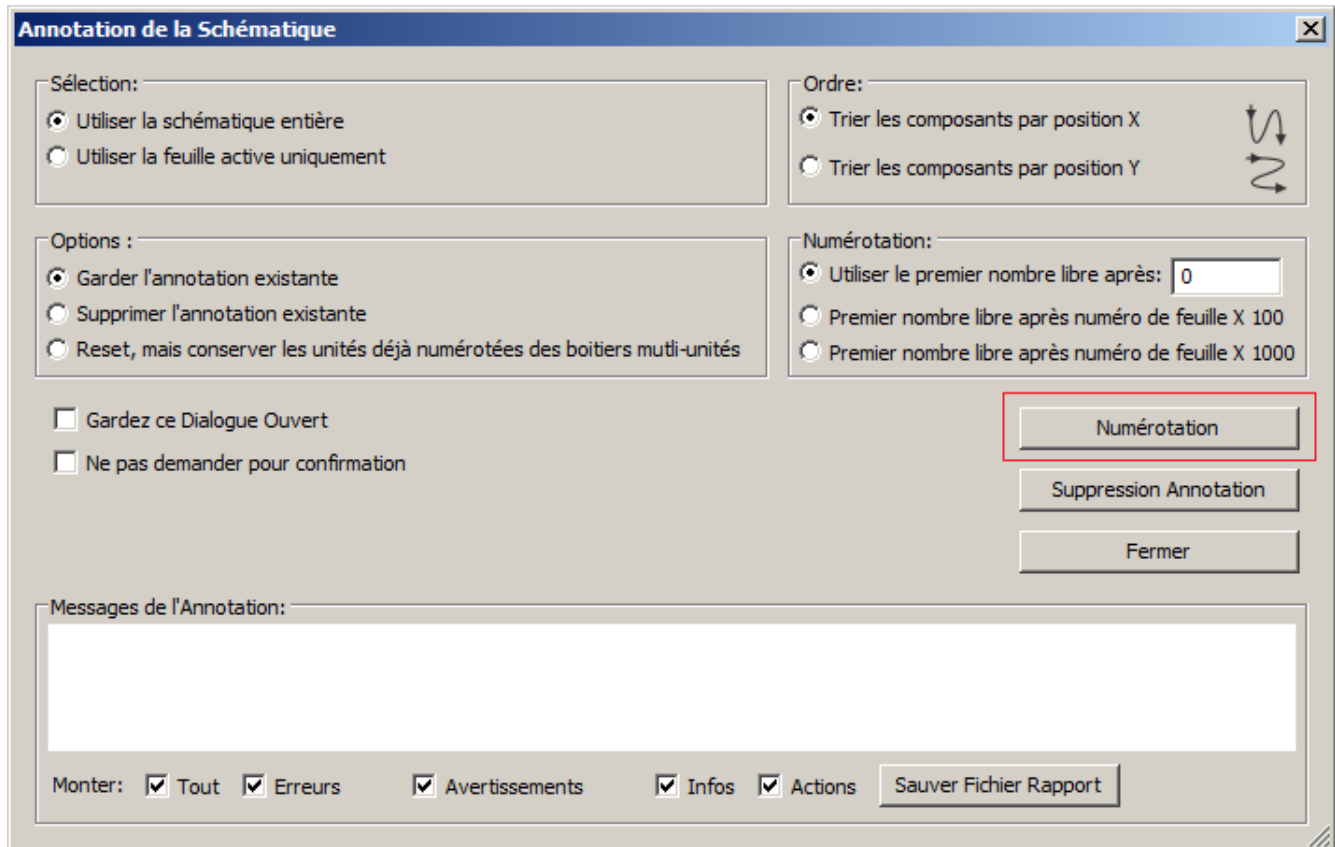 Annotation de la Schématique
Sélection:
Utiliser la schématique entière
Utiliser la feuille active uniquement
Ordre:
Trier les composants par position X
Trier les composants par position Y
Options :
Garder l'annotation existante
Supprimer l'annotation existante
Reset, mais conserver les unités déjà numérotées des boitiers mutli-unités
Numérotation:
Utiliser le premier nombre libre après: 0
Premier nombre libre après numéro de feuille X 100
Premier nombre libre après numéro de feuille X 1000
Gardez ce Dialogue Ouvert
Ne pas demander pour confirmation
Numérotation
Suppression Annotation
Fermer
Messages de l'Annotation:
Monter: Tout Erreurs Avertissements Infos Actions Sauver Fichier Rapport